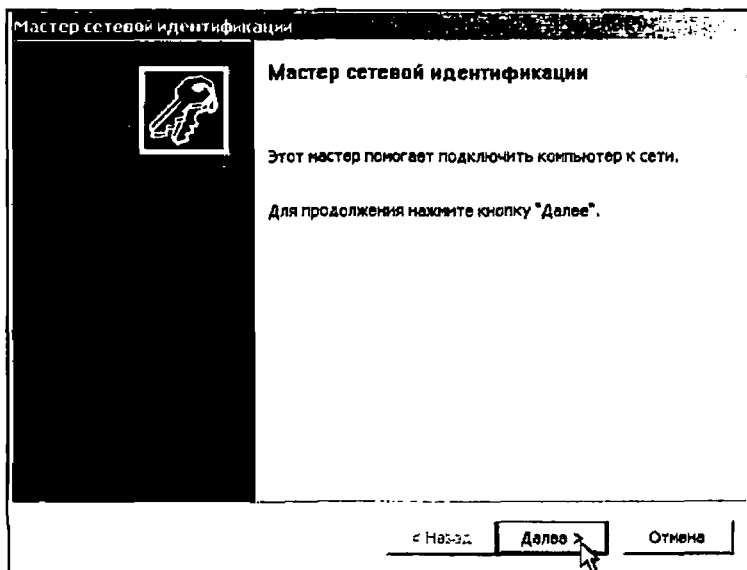 Мастер сетевой идентификации
Мастер сетевой идентификации
Этот мастер помогает подключить компьютер к сети.
Для продолжения нажмите кнопку "Далее".
< Назад
Далее >
Отмена